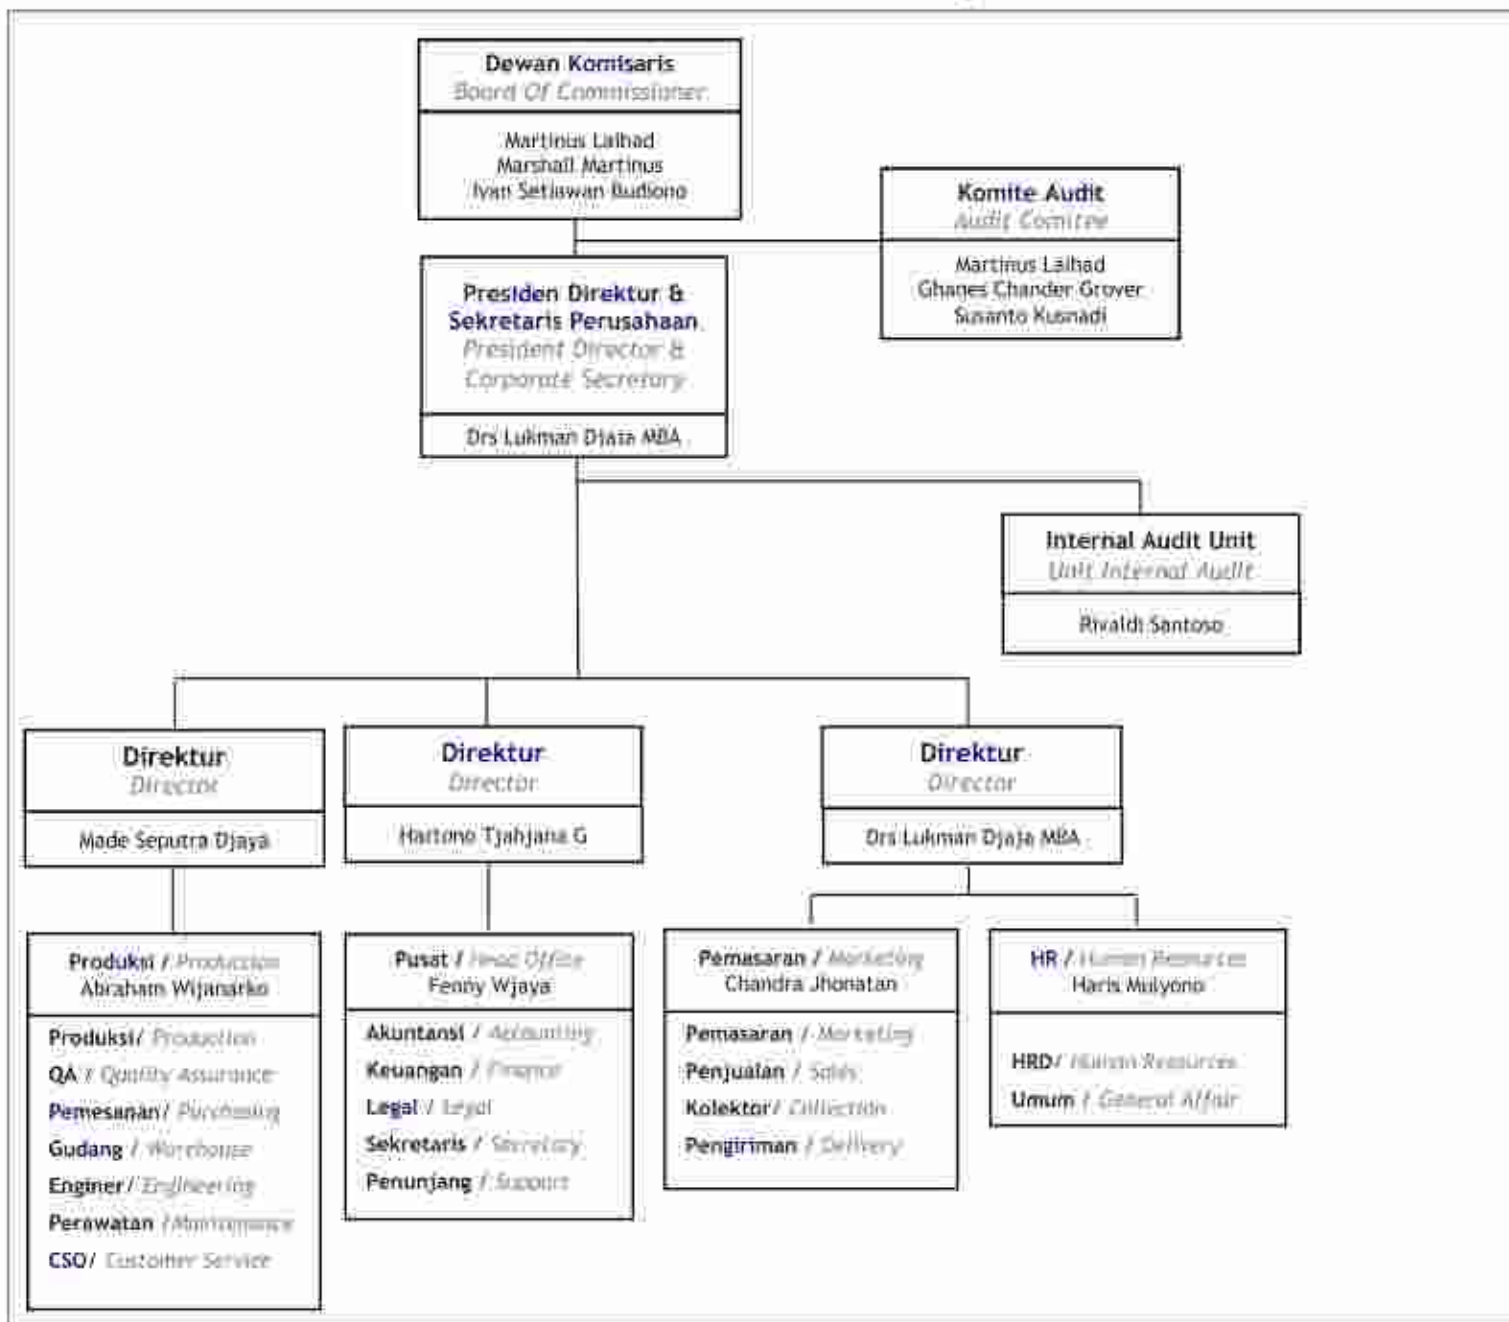 Dewan Komisaris
Board Of Commissioner
Martinus Lalhad
Marshall Martinus
Ivan Setiawan Budiono
Komite Audit
Audit Comitee
Martinus Lalhad
Ghanes Chander Grover
Susanto Kusnadi
Presiden Direktur &
Sekretaris Perusahaan
President Director &
Corporate Secretary
Drs Lukman Djaja MBA
Internal Audit Unit
Unit Internal Audit
Rivaldi Santoso
Direktur
Director
Made Seputra Djaya
Direktur
Director
Hartono Tjahjana G
Direktur
Director
Drs Lukman Djaja MBA
Produksi / Production
Abraham Wijanarko
Produksi/ Production
QA / Quality Assurance
Pemesanan/ Purchasing
Gudang / Warehouse
Enginer/ Engineering
Perawatan /Maintanance
CSO/ Customer Service
Pusat / Head Office
Fenny Wjaya
Akuntansi / Accounting
Keuangan / Finance
Legal / Legal
Sekretaris / Secretary
Penunjang / Support
Pemasaran / Marketing
Chandra Jhonatan
Pemasaran / Marketing
Penjualan / Sales
Kolektor/ Collection
Pengiriman / Delivery
HR / Human Resources
Haris Mulyono
HRD/ Human Resources
Umum / General Affair